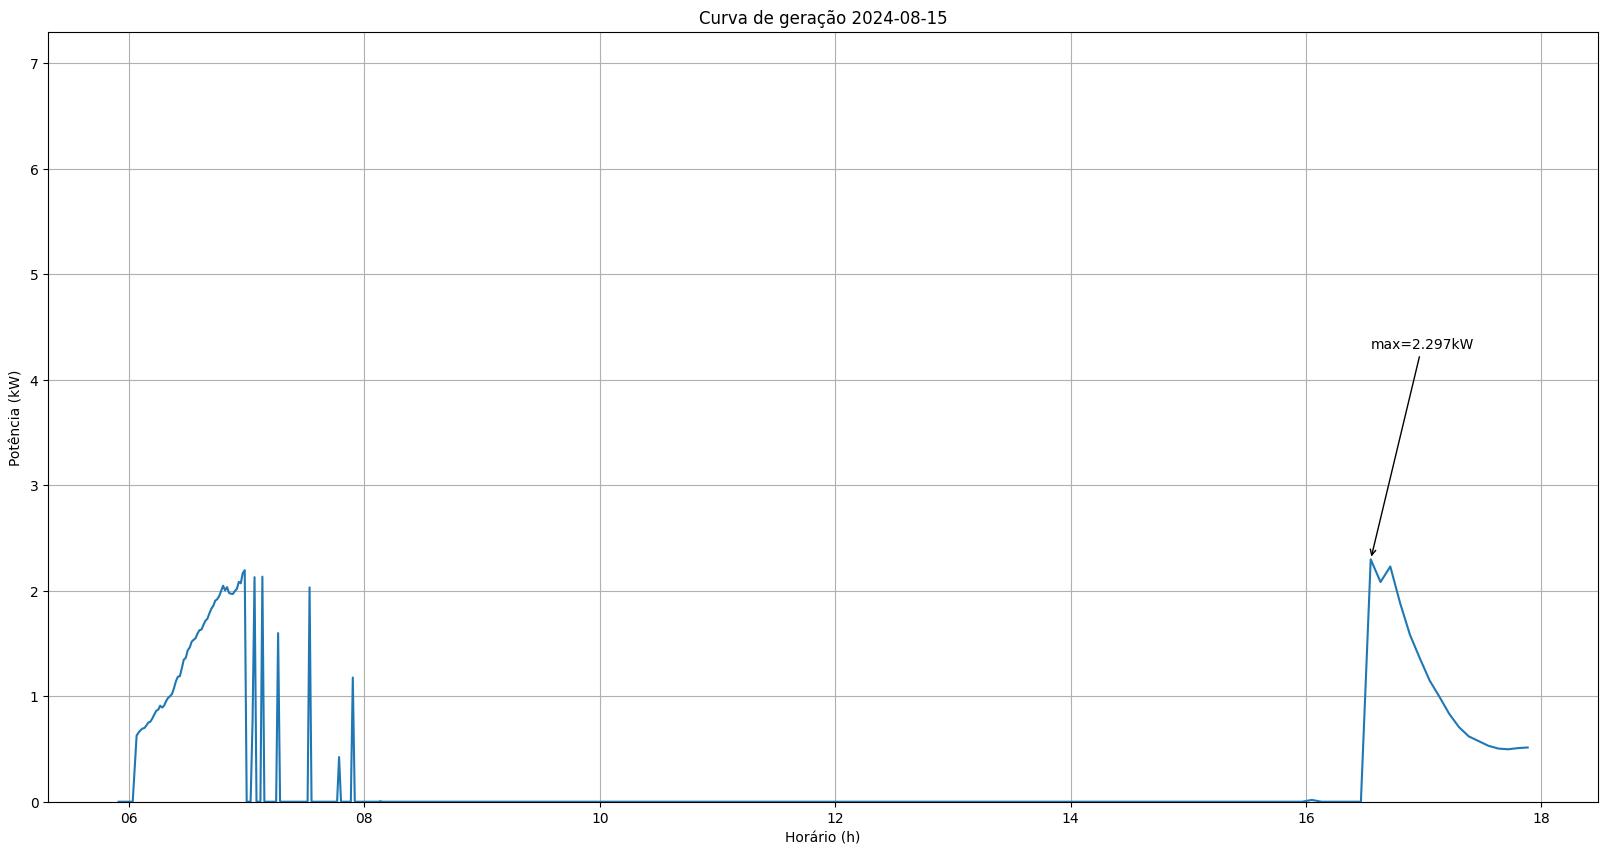 Curva de geração 2024-08-15
Potência (kW)
7
6
5
4
3
2
1
0
max=2.297kW
06 08 10 12 14 16 18
Horário (h)